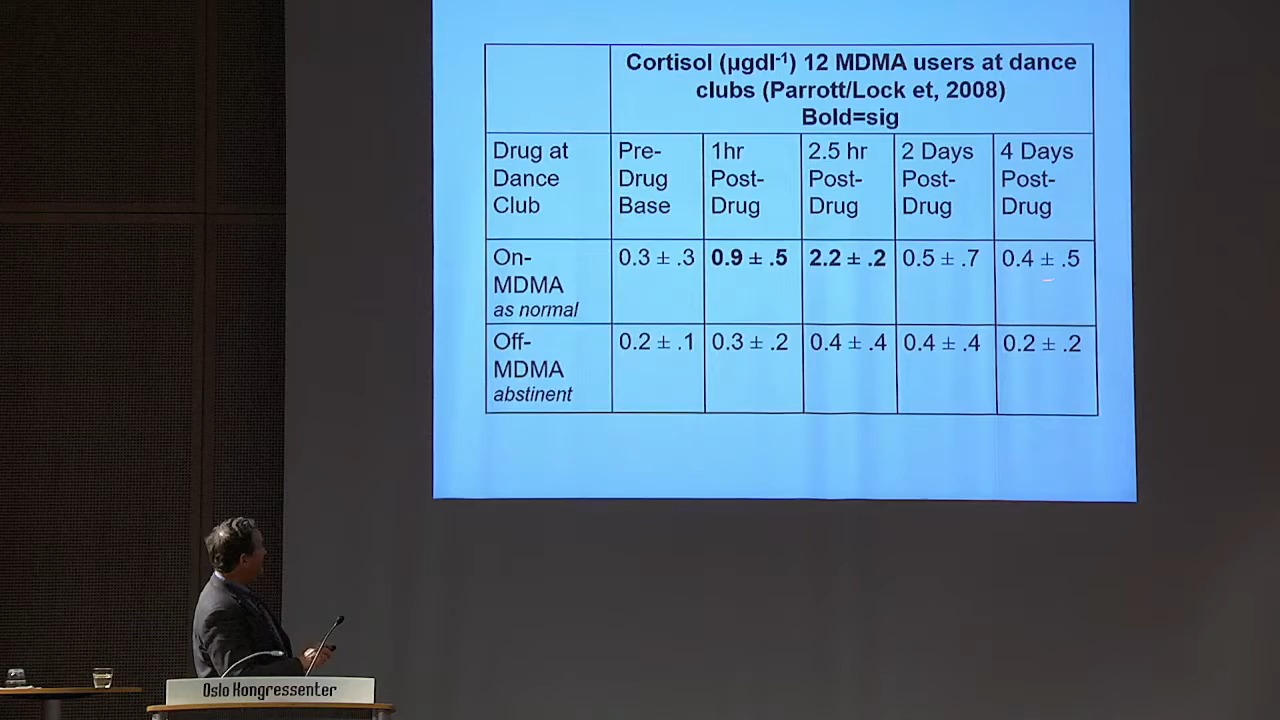 Cortisol (µgdl-¹) 12 MDMA users at dance
clubs (Parrott/Lock et, 2008)
Bold=sig
Drug at
Dance
Club
Pre-
Drug
Base
1hr
Post-
Drug
2.5 hr
Post-
Drug
2 Days
Post-
Drug
4 Days
Post-
Drug
On-
MDMA
as normal
0.3 ± .3
0.9 ± .5
2.2 ± .2
0.5 ± .7
0.4 ± .5
Off-
MDMA
abstinent
0.2 ± .1
0.3 ± .2
0.4 ± .4
0.4 ± .4
0.2 ± .2
Oslo Kongressenter